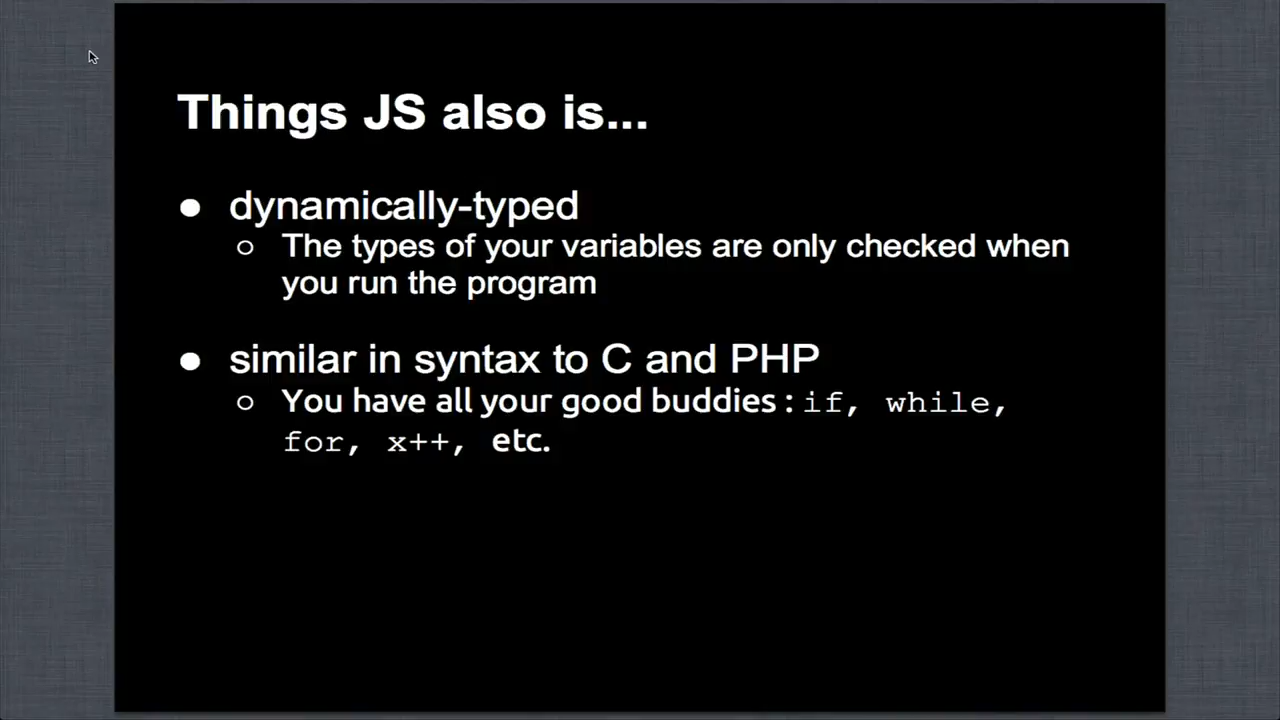 Things JS also is...
● dynamically-typed
○ The types of your variables are only checked when
you run the program
● similar in syntax to C and PHP
○ You have all your good buddies : if, while,
for, x++, etc.